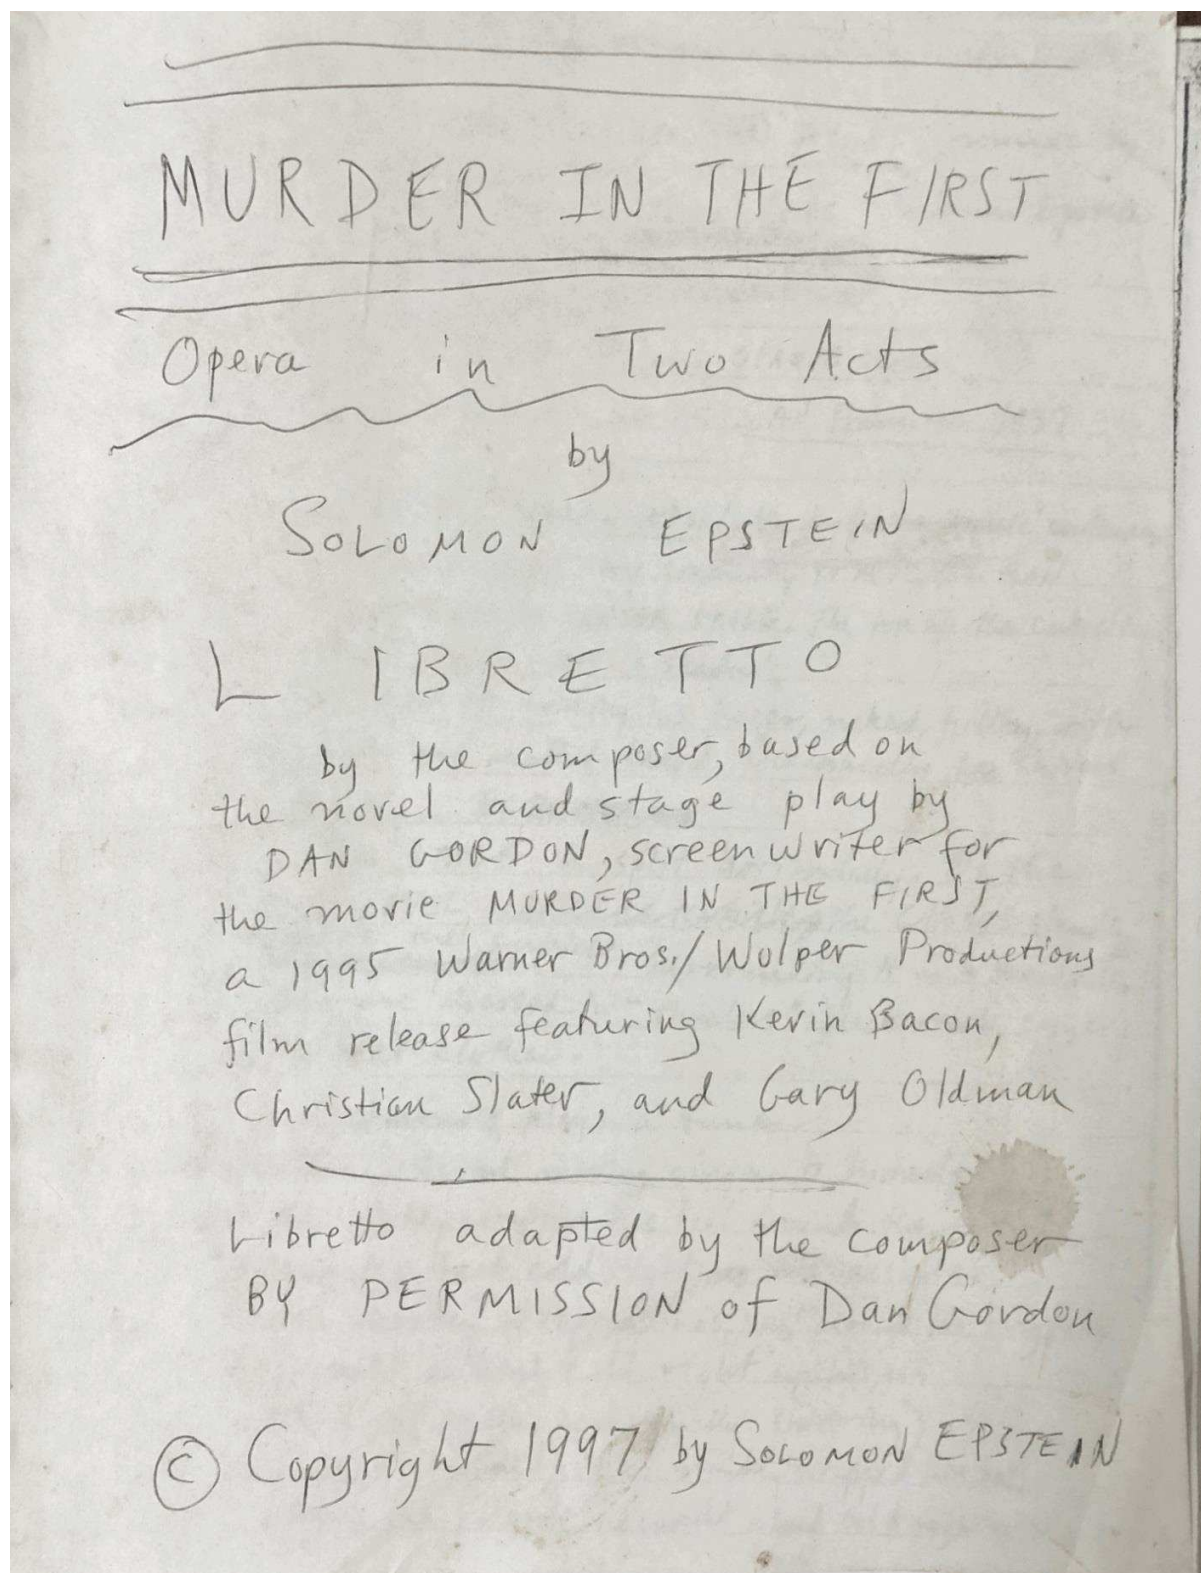 MURDER IN THE FIRST
Opera in Two Acts
by
SOLOMON EPSTEIN
LIBRETTO
by the composer, based on
the novel and stage play by
DAN GORDON, screenwriter for
the movie MURDER IN THE FIRST,
a 1995 Warner Bros./Wolper Productions
film release featuring Kevin Bacon,
Christian Slater, and Gary Oldman
Libretto adapted by the composer
BY PERMISSION of Dan Gordon
© Copyright 1997 by SOLOMON EPSTEIN